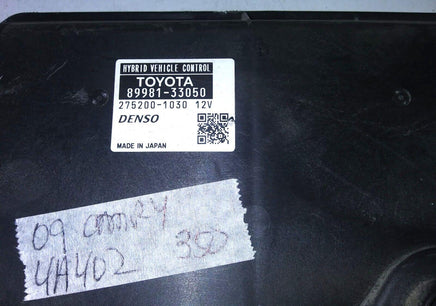 HYBRID VEHICLE CONTROL
TOYOTA
89981-33050
275200-1030 12V
DENSO
MADE IN JAPAN
09 CAMRY
4A402 350